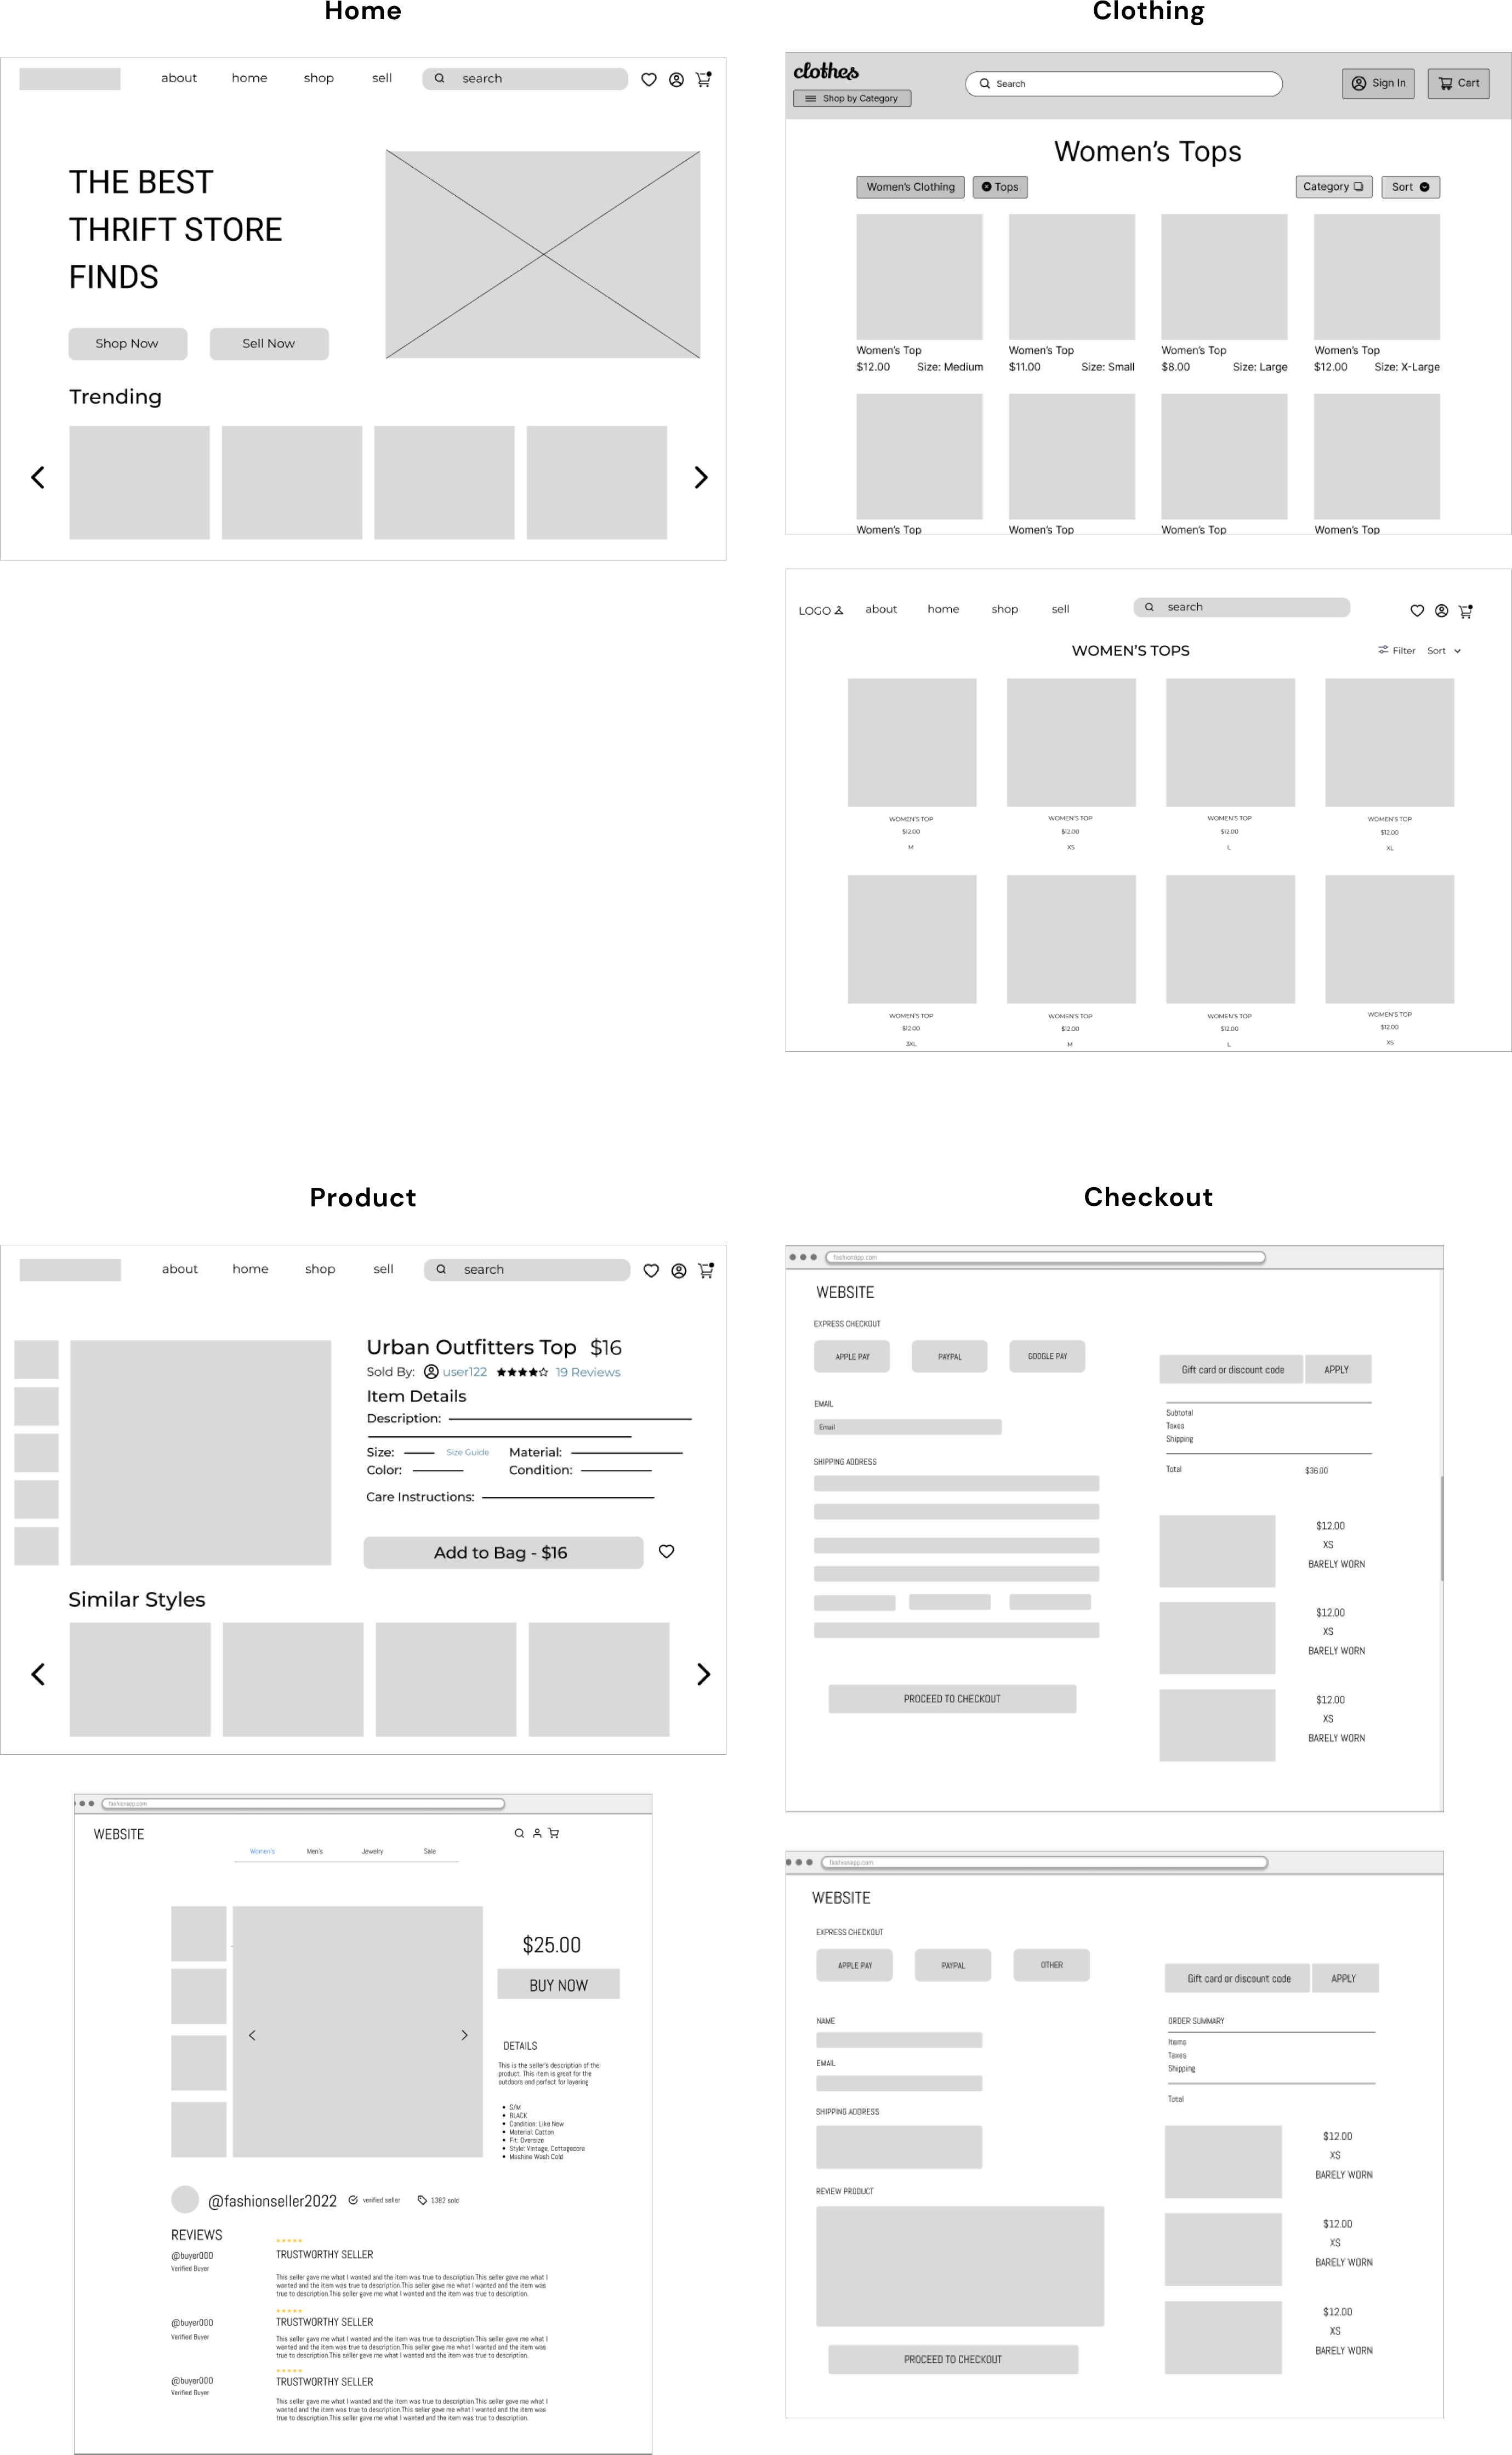 Home
about home shop sell search
THE BEST
THRIFT STORE
FINDS
Shop Now Sell Now
Trending
Clothing
clothes
Shop by Category
Search
Sign In Cart
Women's Tops
Women's Clothing Tops Category Sort
Women's Top Women's Top Women's Top Women's Top
$12.00 Size: Medium $11.00 Size: Small $8.00 Size: Large $12.00 Size: X-Large
Women's Top Women's Top Women's Top Women's Top
LOGO about home shop sell search
WOMEN'S TOPS Filter Sort
WOMEN'S TOP WOMEN'S TOP WOMEN'S TOP WOMEN'S TOP
$12.00 $12.00 $12.00 $12.00
M XS L XL
WOMEN'S TOP WOMEN'S TOP WOMEN'S TOP WOMEN'S TOP
$12.00 $12.00 $12.00 $12.00
3XL M L XS
Product
about home shop sell search
Urban Outfitters Top $16
Sold By: user122 19 Reviews
Item Details
Description:
Size: Size Guide Material:
Color: Condition:
Care Instructions:
Add to Bag - $16
Similar Styles
fashionapp.com
WEBSITE
Women's Men's Jewelry Sale
$25.00
BUY NOW
DETAILS
This is the seller's description of the
product. This item is great for the
outdoors and perfect for layering
S/M
BLACK
Condition: Like New
Material: Cotton
Fit: Oversize
Style: Vintage, Cottagecore
Mashine Wash Cold
@fashionseller2022 verified seller 1382 sold
REVIEWS
@buyer000
Verified Buyer
TRUSTWORTHY SELLER
This seller gave me what I wanted and the item was true to description.This seller gave me what I
wanted and the item was true to description.This seller gave me what I wanted and the item was
true to description.This seller gave me what I wanted and the item was true to description.
@buyer000
Verified Buyer
TRUSTWORTHY SELLER
This seller gave me what I wanted and the item was true to description.This seller gave me what I
wanted and the item was true to description.This seller gave me what I wanted and the item was
true to description.This seller gave me what I wanted and the item was true to description.
@buyer000
Verified Buyer
TRUSTWORTHY SELLER
This seller gave me what I wanted and the item was true to description.This seller gave me what I
wanted and the item was true to description.This seller gave me what I wanted and the item was
true to description.This seller gave me what I wanted and the item was true to description.
Checkout
fashionapp.com
WEBSITE
EXPRESS CHECKOUT
APPLE PAY PAYPAL GOOGLE PAY
EMAIL
Email
SHIPPING ADDRESS
PROCEED TO CHECKOUT
Gift card or discount code APPLY
Subtotal
Taxes
Shipping
Total $36.00
$12.00
XS
BARELY WORN
$12.00
XS
BARELY WORN
$12.00
XS
BARELY WORN
fashionapp.com
WEBSITE
EXPRESS CHECKOUT
APPLE PAY PAYPAL OTHER
NAME
EMAIL
SHIPPING ADDRESS
REVIEW PRODUCT
PROCEED TO CHECKOUT
Gift card or discount code APPLY
ORDER SUMMARY
Items
Taxes
Shipping
Total
$12.00
XS
BARELY WORN
$12.00
XS
BARELY WORN
$12.00
XS
BARELY WORN